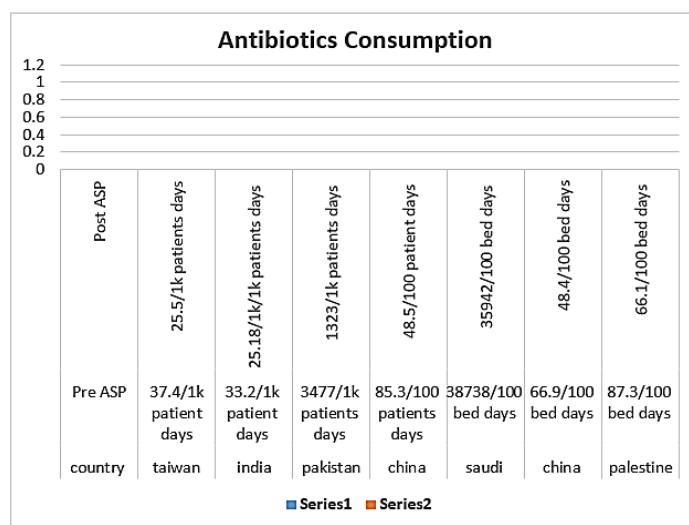 Antibiotics Consumption
1.2
1
0.8
0.6
0.4
0.2
0
Post ASP
25.5/1k patients days
25.18/1k/1k patients days
1323/1k patients days
48.5/100 patient days
35942/100 bed days
48.4/100 bed days
66.1/100 bed days
Pre ASP
37.4/1k
patient
days
33.2/1k
patient
days
3477/1k
patients
days
85.3/100
patients
days
38738/100
bed days
66.9/100
bed days
87.3/100
bed days
country
taiwan
india
pakistan
china
saudi
china
palestine
Series1
Series2